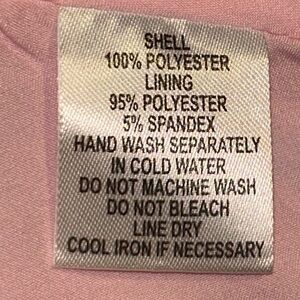 SHELL
100% POLYESTER
LINING
95% POLYESTER
5% SPANDEX
HAND WASH SEPARATELY
IN COLD WATER
DO NOT MACHINE WASH
DO NOT BLEACH
LINE DRY
COOL IRON IF NECESSARY